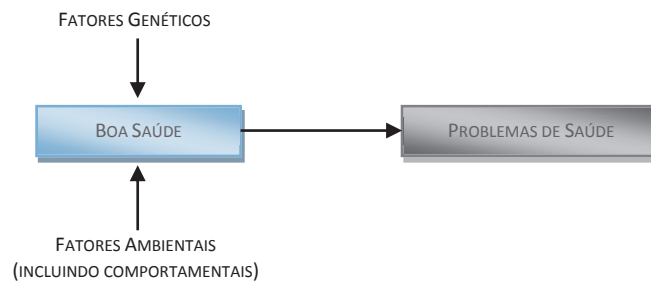 FATORES GENÉTICOS
BOA SAÚDE
PROBLEMAS DE SAÚDE
FATORES AMBIENTAIS
(INCLUINDO COMPORTAMENTAIS)